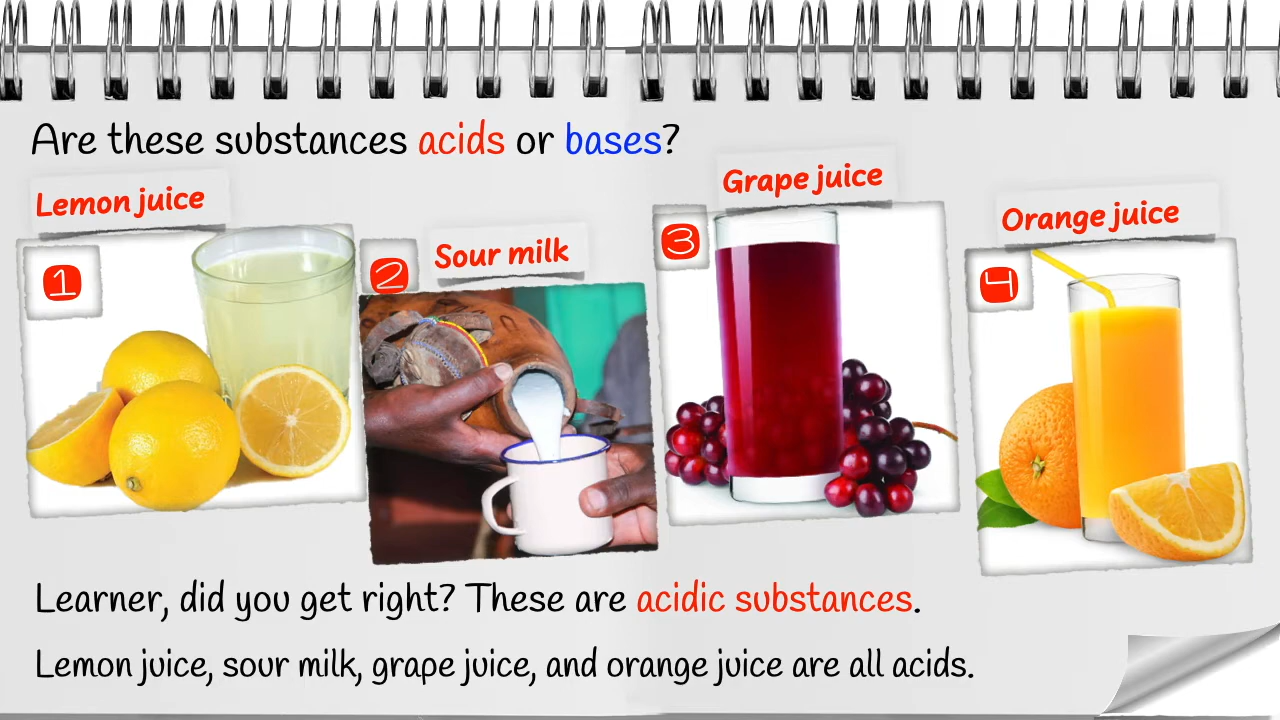 Are these substances acids or bases?
Lemon juice
1
Sour milk
2
Grape juice
3
Orange juice
4
Learner, did you get right? These are acidic substances.
Lemon juice, sour milk, grape juice, and orange juice are all acids.